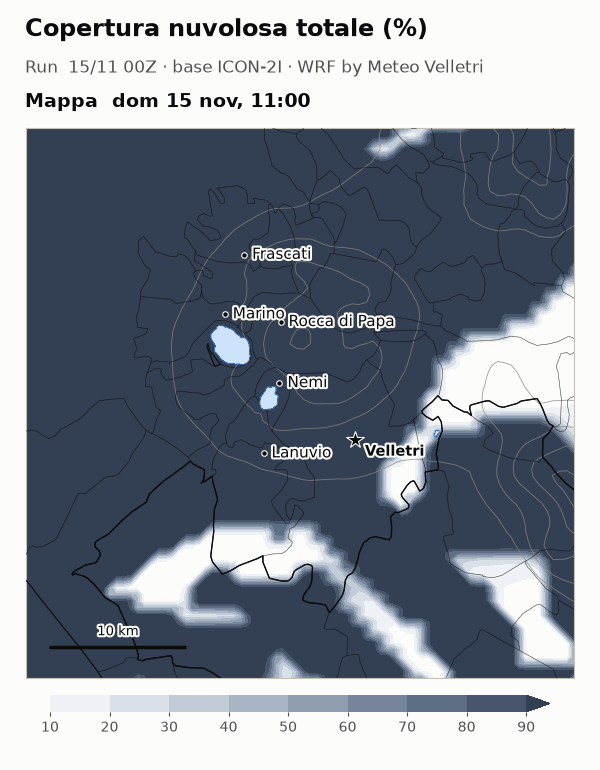 Copertura nuvolosa totale (%)
Run  15/11 00Z · base ICON-2I · WRF by Meteo Velletri
Mappa  dom 15 nov, 11:00
Frascati
Marino
Rocca di Papa
Nemi
Velletri
Lanuvio
10 km
10 20 30 40 50 60 70 80 90